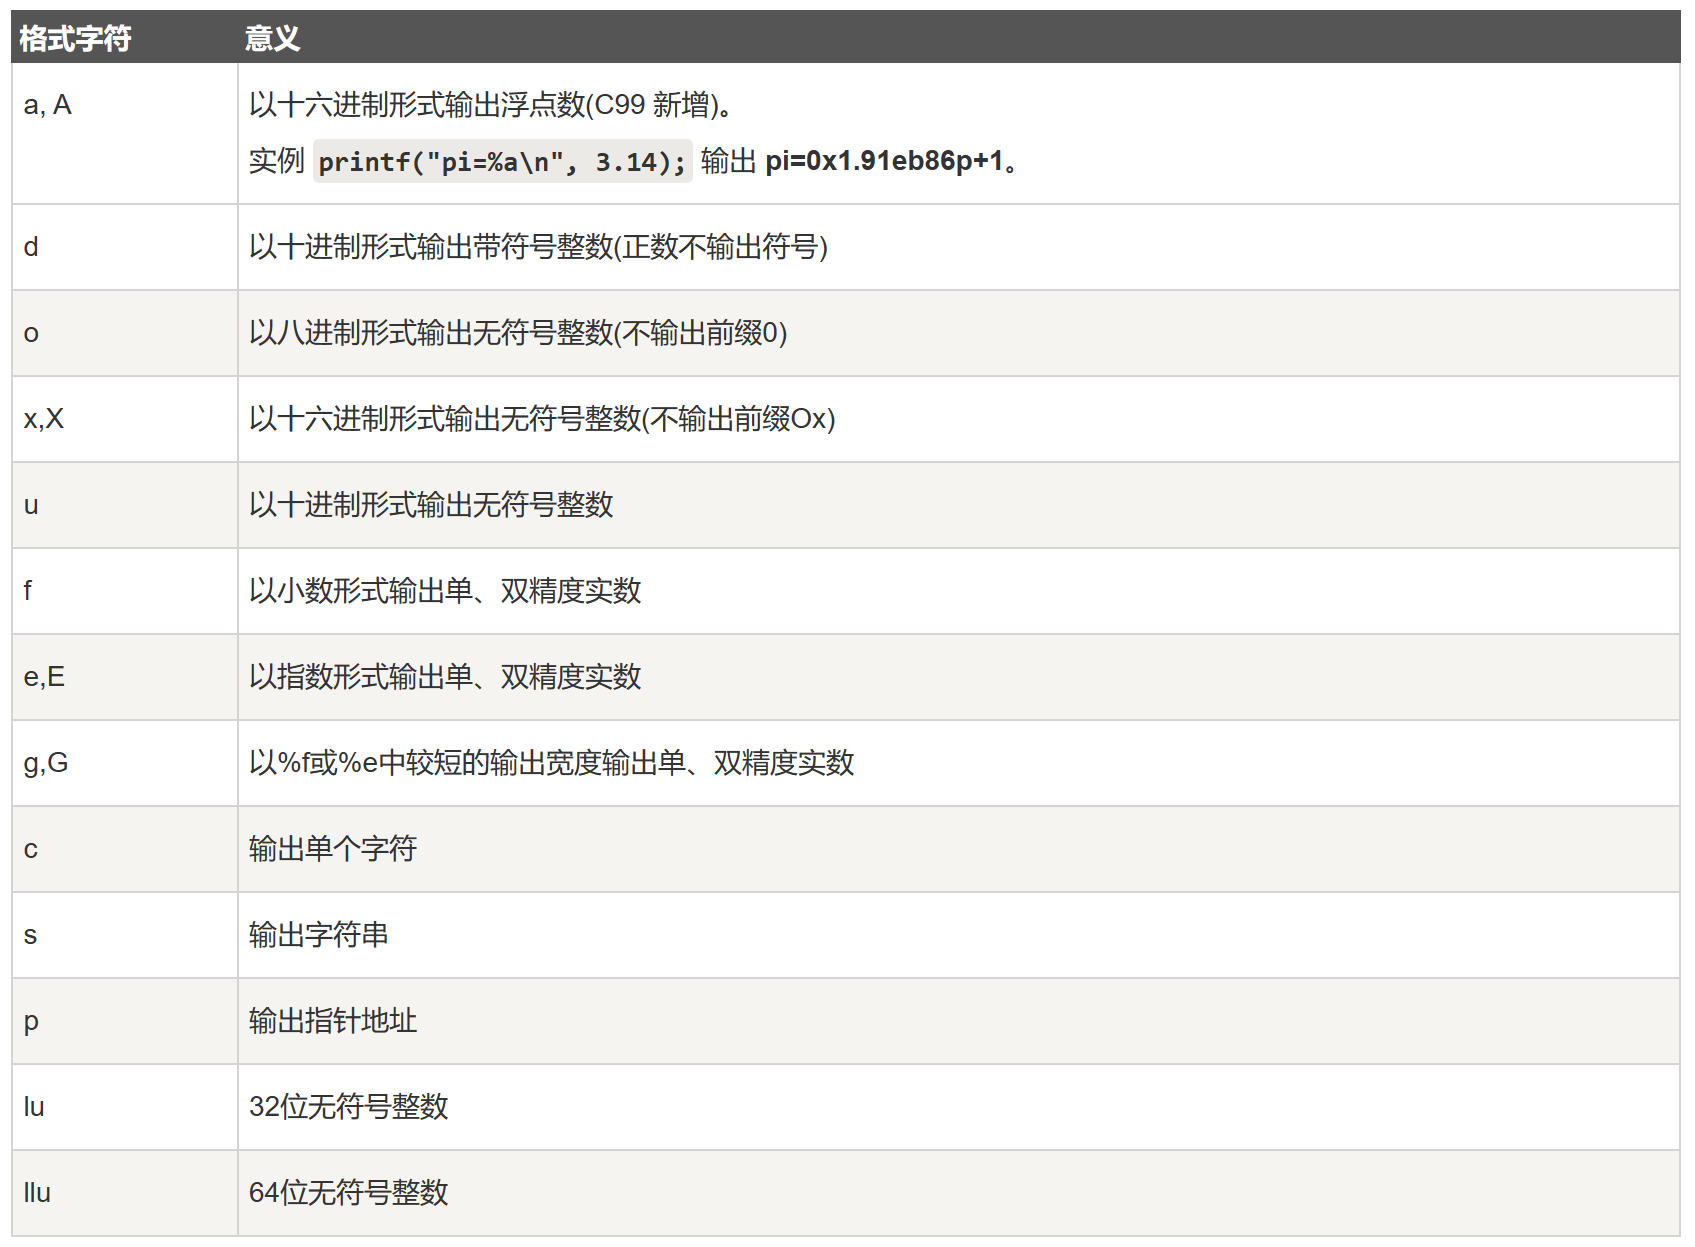 格式字符 意义
a, A 以十六进制形式输出浮点数(C99 新增)。
实例 printf("pi=%a\n", 3.14); 输出 pi=0x1.91eb86p+1。
d 以十进制形式输出带符号整数(正数不输出符号)
o 以八进制形式输出无符号整数(不输出前缀0)
x,X 以十六进制形式输出无符号整数(不输出前缀Ox)
u 以十进制形式输出无符号整数
f 以小数形式输出单、双精度实数
e,E 以指数形式输出单、双精度实数
g,G 以%f或%e中较短的输出宽度输出单、双精度实数
c 输出单个字符
s 输出字符串
p 输出指针地址
lu 32位无符号整数
llu 64位无符号整数